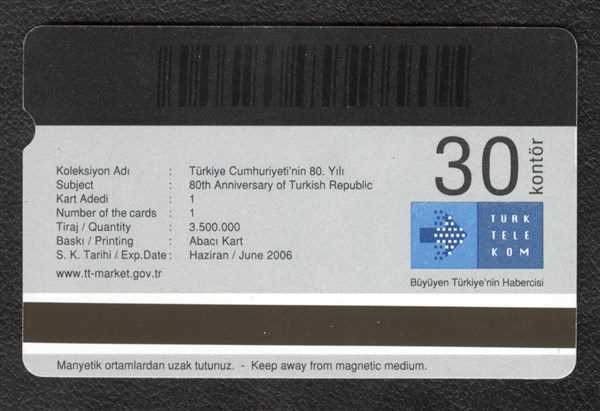 30 kontör
Koleksiyon Adı : Türkiye Cumhuriyeti'nin 80. Yılı
Subject : 80th Anniversary of Turkish Republic
Kart Adedi : 1
Number of the cards : 1
Tiraj / Quantity : 3.500.000
Baskı / Printing : Abacı Kart
S. K. Tarihi / Exp.Date : Haziran / June 2006
www.tt-market.gov.tr
TÜRK
TELE
KOM
Büyüyen Türkiye'nin Habercisi
Manyetik ortamlardan uzak tutunuz. - Keep away from magnetic medium.